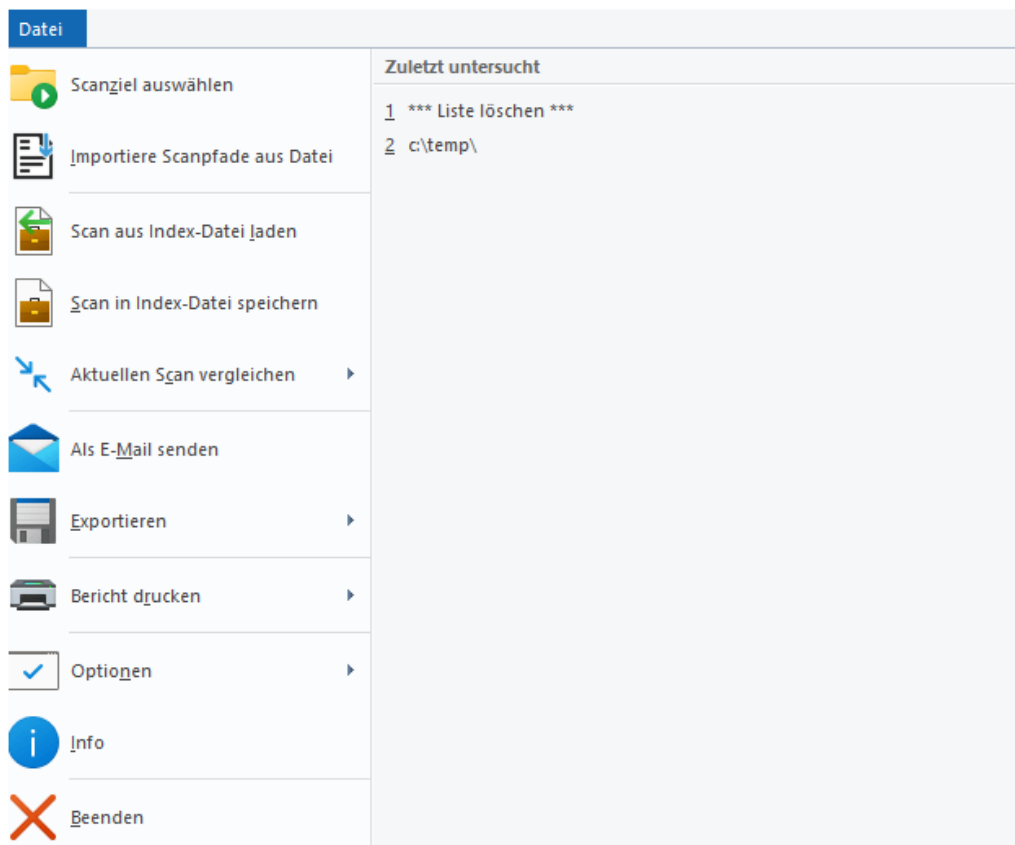 Datei
Scanziel auswählen
Importiere Scanpfade aus Datei
Scan aus Index-Datei laden
Scan in Index-Datei speichern
Aktuellen Scan vergleichen
Als E-Mail senden
Exportieren
Bericht drucken
Optionen
Info
Beenden
Zuletzt untersucht
1 *** Liste löschen ***
2 c:\temp\